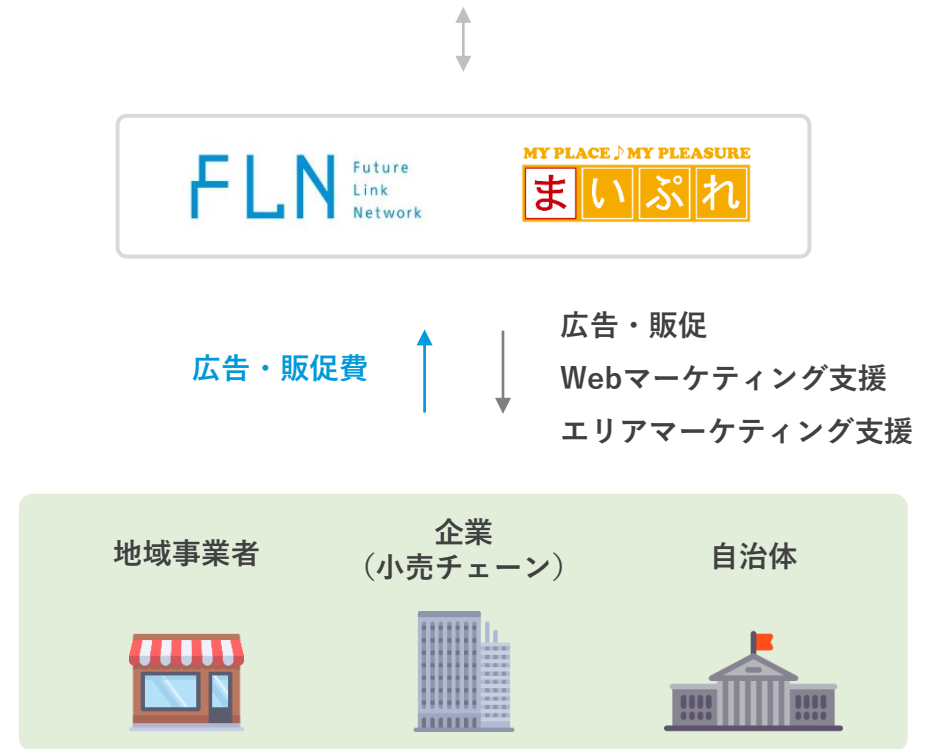 FLN
Future
Link
Network
MY PLACE♪MY PLEASURE
まいぷれ
広告・販促費
広告・販促
Webマーケティング支援
エリアマーケティング支援
地域事業者
企業
（小売チェーン）
自治体